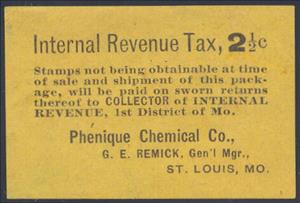 Internal Revenue Tax, 2½c
Stamps not being obtainable at time
of sale and shipment of this pack-
age, will be paid on sworn returns
thereof to COLLECTOR of INTERNAL
REVENUE, 1st District of Mo.
Phenique Chemical Co.,
G. E. REMICK, Gen'l Mgr.,
ST. LOUIS, MO.